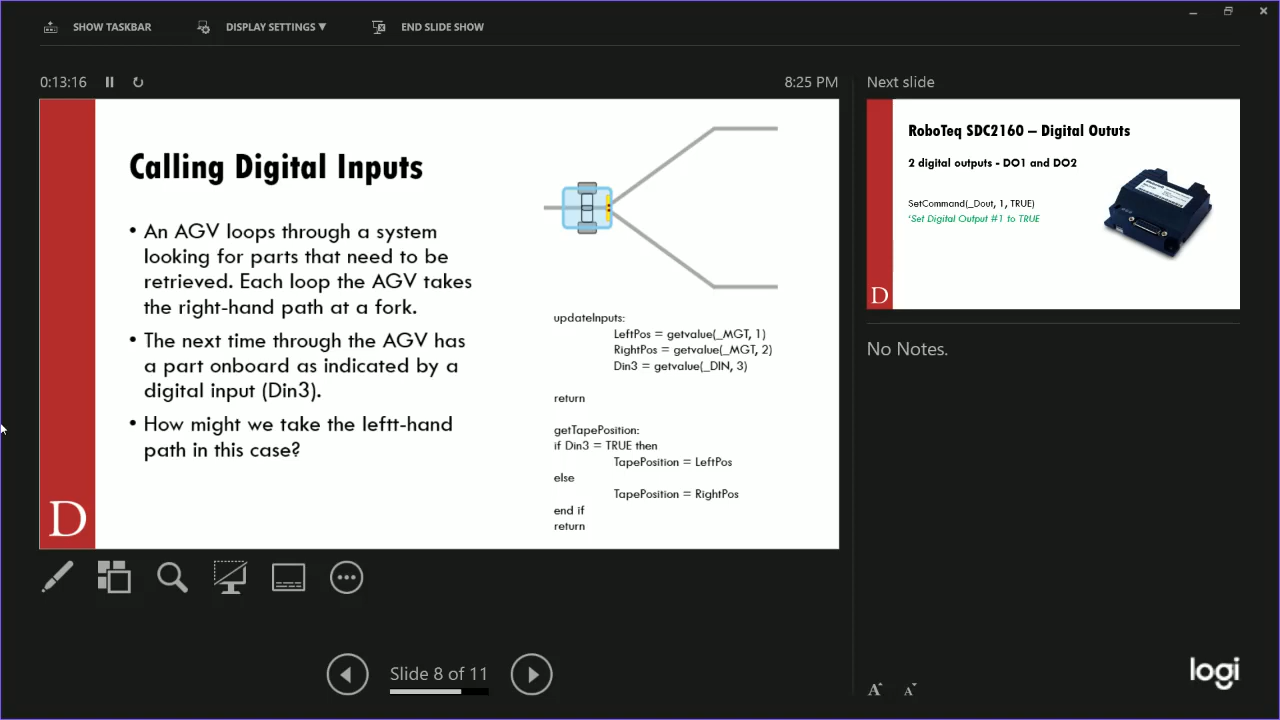 SHOW TASKBAR
DISPLAY SETTINGS ▼
END SLIDE SHOW
0:13:16
8:25 PM
Calling Digital Inputs
• An AGV loops through a system
looking for parts that need to be
retrieved. Each loop the AGV takes
the right-hand path at a fork.
• The next time through the AGV has
a part onboard as indicated by a
digital input (Din3).
• How might we take the leftt-hand
path in this case?
D
updateInputs:
LeftPos = getvalue(_MGT, 1)
RightPos = getvalue(_MGT, 2)
Din3 = getvalue(_DIN, 3)
return
getTapePosition:
if Din3 = TRUE then
TapePosition = LeftPos
else
TapePosition = RightPos
end if
return
Slide 8 of 11
Next slide
RoboTeq SDC2160 – Digital Oututs
2 digital outputs - DO1 and DO2
SetCommand(_Dout, 1, TRUE)
'Set Digital Output #1 to TRUE
D
No Notes.
A A
logi